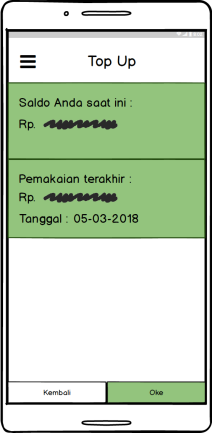 Top Up
Saldo Anda saat ini :
Rp.
Pemakaian terakhir :
Rp.
Tanggal : 05-03-2018
Kembali
Oke